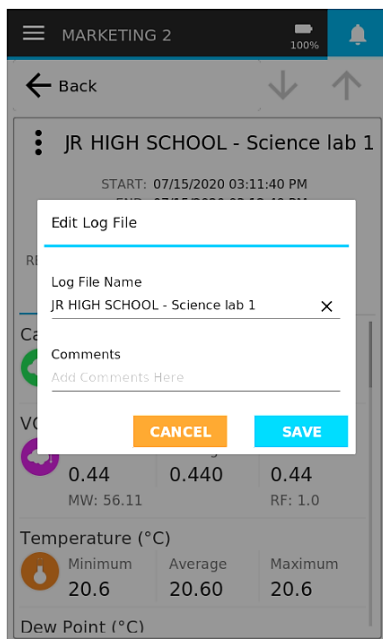 MARKETING 2
100%
Back
JR HIGH SCHOOL - Science lab 1
START: 07/15/2020 03:11:40 PM
Edit Log File
Log File Name
JR HIGH SCHOOL - Science lab 1
Comments
Add Comments Here
CANCEL SAVE
0.44 0.440 0.44
MW: 56.11 RF: 1.0
Temperature (°C)
Minimum Average Maximum
20.6 20.60 20.6
Dew Point (°C)